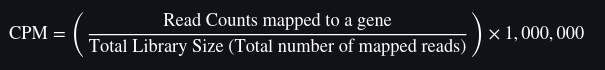 CPM = ( Read Counts mapped to a gene / Total Library Size (Total number of mapped reads) ) × 1,000,000